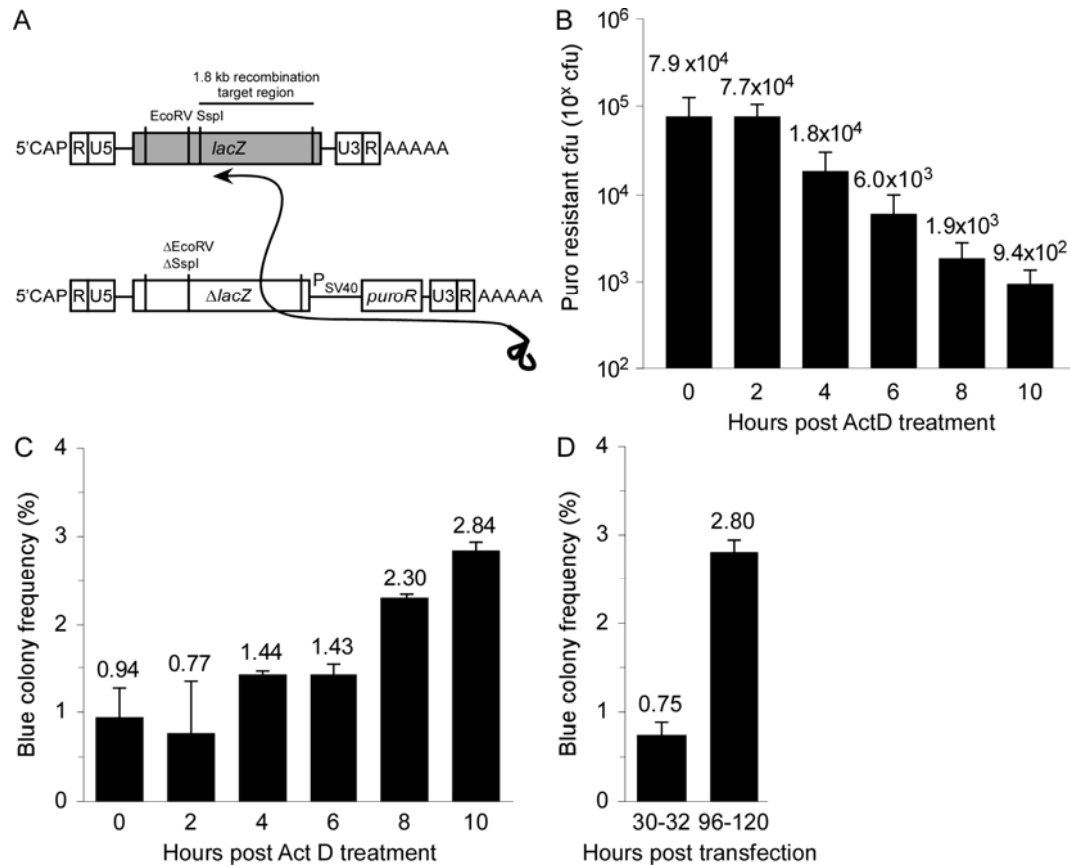 A
1.8 kb recombination
target region
EcoRV SspI
5'CAP R U5 lacZ U3 R AAAAA
ΔEcoRV
ΔSspI
5'CAP R U5 ΔlacZ PSV40 puroR U3 R AAAAA
B
Puro resistant cfu (10ˣ cfu)
10⁶
10⁵
10⁴
10³
10²
7.9 x10⁴
7.7x10⁴
1.8x10⁴
6.0x10³
1.9x10³
9.4x10²
0 2 4 6 8 10
Hours post ActD treatment
C
Blue colony frequency (%)
4
3
2
1
0
0.94
0.77
1.44
1.43
2.30
2.84
0 2 4 6 8 10
Hours post Act D treatment
D
Blue colony frequency (%)
4
3
2
1
0
0.75
2.80
30-32 96-120
Hours post transfection